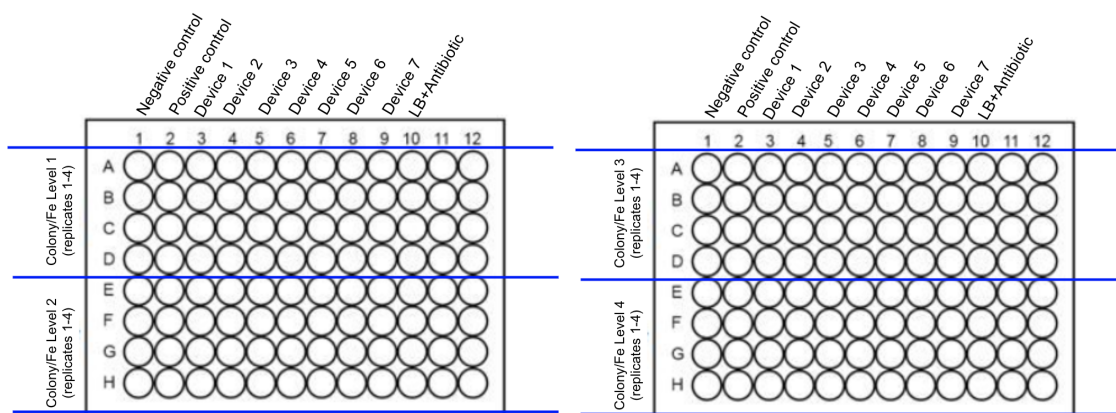 Negative control
Positive control
Device 1
Device 2
Device 3
Device 4
Device 5
Device 6
Device 7
LB+Antibiotic
1 2 3 4 5 6 7 8 9 10 11 12
Colony/Fe Level 1
(replicates 1-4)
A
B
C
D
Colony/Fe Level 2
(replicates 1-4)
E
F
G
H
Negative control
Positive control
Device 1
Device 2
Device 3
Device 4
Device 5
Device 6
Device 7
LB+Antibiotic
1 2 3 4 5 6 7 8 9 10 11 12
Colony/Fe Level 3
(replicates 1-4)
A
B
C
D
Colony/Fe Level 4
(replicates 1-4)
E
F
G
H